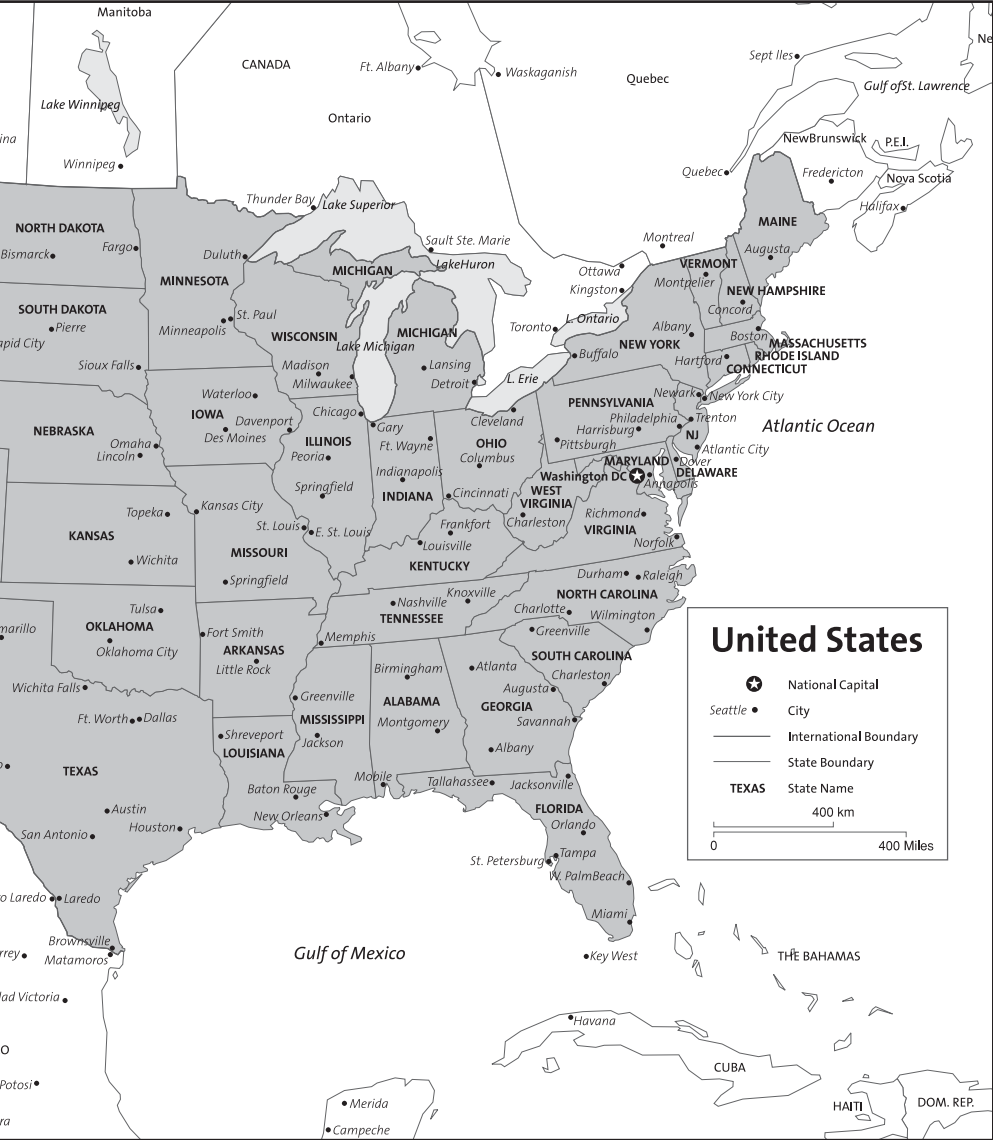 Manitoba
Ne
Sept Iles
CANADA
Ft. Albany
Waskaganish
Quebec
Gulf ofSt. Lawrence
Lake Winnipeg
Ontario
ina
NewBrunswick
P.E.I.
Winnipeg
Quebec
Fredericton
Nova Scotia
Thunder Bay
Lake Superior
Halifax
NORTH DAKOTA
MAINE
Fargo
Sault Ste. Marie
Montreal
Bismarck
Duluth
Augusta
LakeHuron
MICHIGAN
Ottawa
VERMONT
MINNESOTA
Montpelier
Kingston
NEW HAMPSHIRE
SOUTH DAKOTA
Concord
Pierre
St. Paul
L. Ontario
Minneapolis
Toronto
Albany
Boston
WISCONSIN
MICHIGAN
apid City
Lake Michigan
NEW YORK
MASSACHUSETTS
Buffalo
RHODE ISLAND
Hartford
Sioux Falls
Madison
Lansing
CONNECTICUT
Milwaukee
Detroit
L. Erie
Waterloo
Newark
New York City
PENNSYLVANIA
IOWA
Chicago
Philadelphia
Trenton
Davenport
Gary
Cleveland
Harrisburg
Atlantic Ocean
NEBRASKA
Des Moines
ILLINOIS
Ft. Wayne
OHIO
NJ
Omaha
Pittsburgh
Atlantic City
Lincoln
Peoria
Columbus
MARYLAND
Dover
Indianapolis
Washington DC
DELAWARE
Annapolis
Springfield
INDIANA
Cincinnati
WEST
VIRGINIA
Kansas City
Topeka
Richmond
St. Louis
E. St. Louis
Frankfort
Charleston
VIRGINIA
KANSAS
Louisville
Norfolk
MISSOURI
Wichita
KENTUCKY
Springfield
Durham
Raleigh
Knoxville
NORTH CAROLINA
Tulsa
Nashville
Charlotte
Wilmington
TENNESSEE
OKLAHOMA
marillo
Fort Smith
Memphis
Greenville
Oklahoma City
ARKANSAS
SOUTH CAROLINA
Little Rock
Birmingham
Atlanta
Charleston
Wichita Falls
Greenville
Augusta
ALABAMA
GEORGIA
Ft. Worth
Dallas
MISSISSIPPI
Montgomery
Savannah
Shreveport
Jackson
LOUISIANA
Albany
o
TEXAS
Mobile
Tallahassee
Jacksonville
Baton Rouge
Austin
FLORIDA
New Orleans
Orlando
San Antonio
Houston
Tampa
St. Petersburg
W. PalmBeach
o Laredo
Laredo
Miami
Brownsville
rrey
Matamoros
Gulf of Mexico
Key West
THE BAHAMAS
dad Victoria
Havana
O
CUBA
Potosi
Merida
HAITI
DOM. REP.
ra
Campeche
United States
National Capital
Seattle
City
International Boundary
State Boundary
TEXAS
State Name
400 km
0
400 Miles